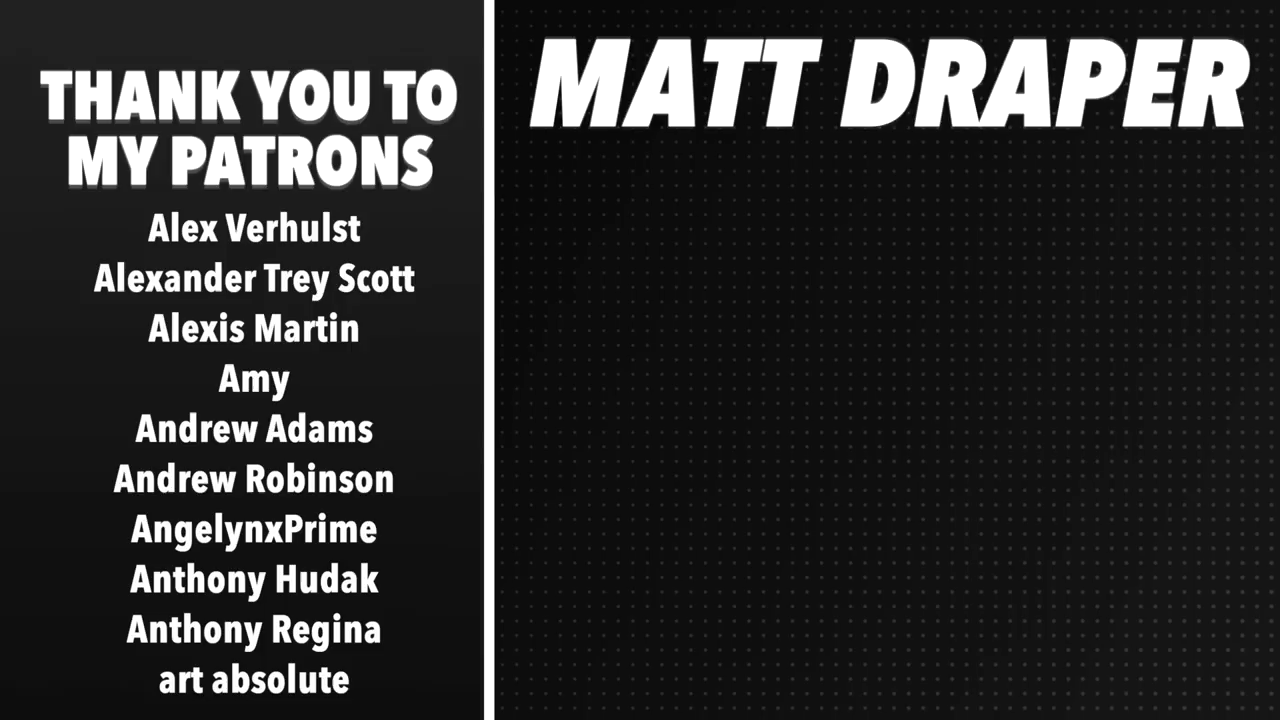 THANK YOU TO
MY PATRONS
Alex Verhulst
Alexander Trey Scott
Alexis Martin
Amy
Andrew Adams
Andrew Robinson
AngelynxPrime
Anthony Hudak
Anthony Regina
art absolute
MATT DRAPER